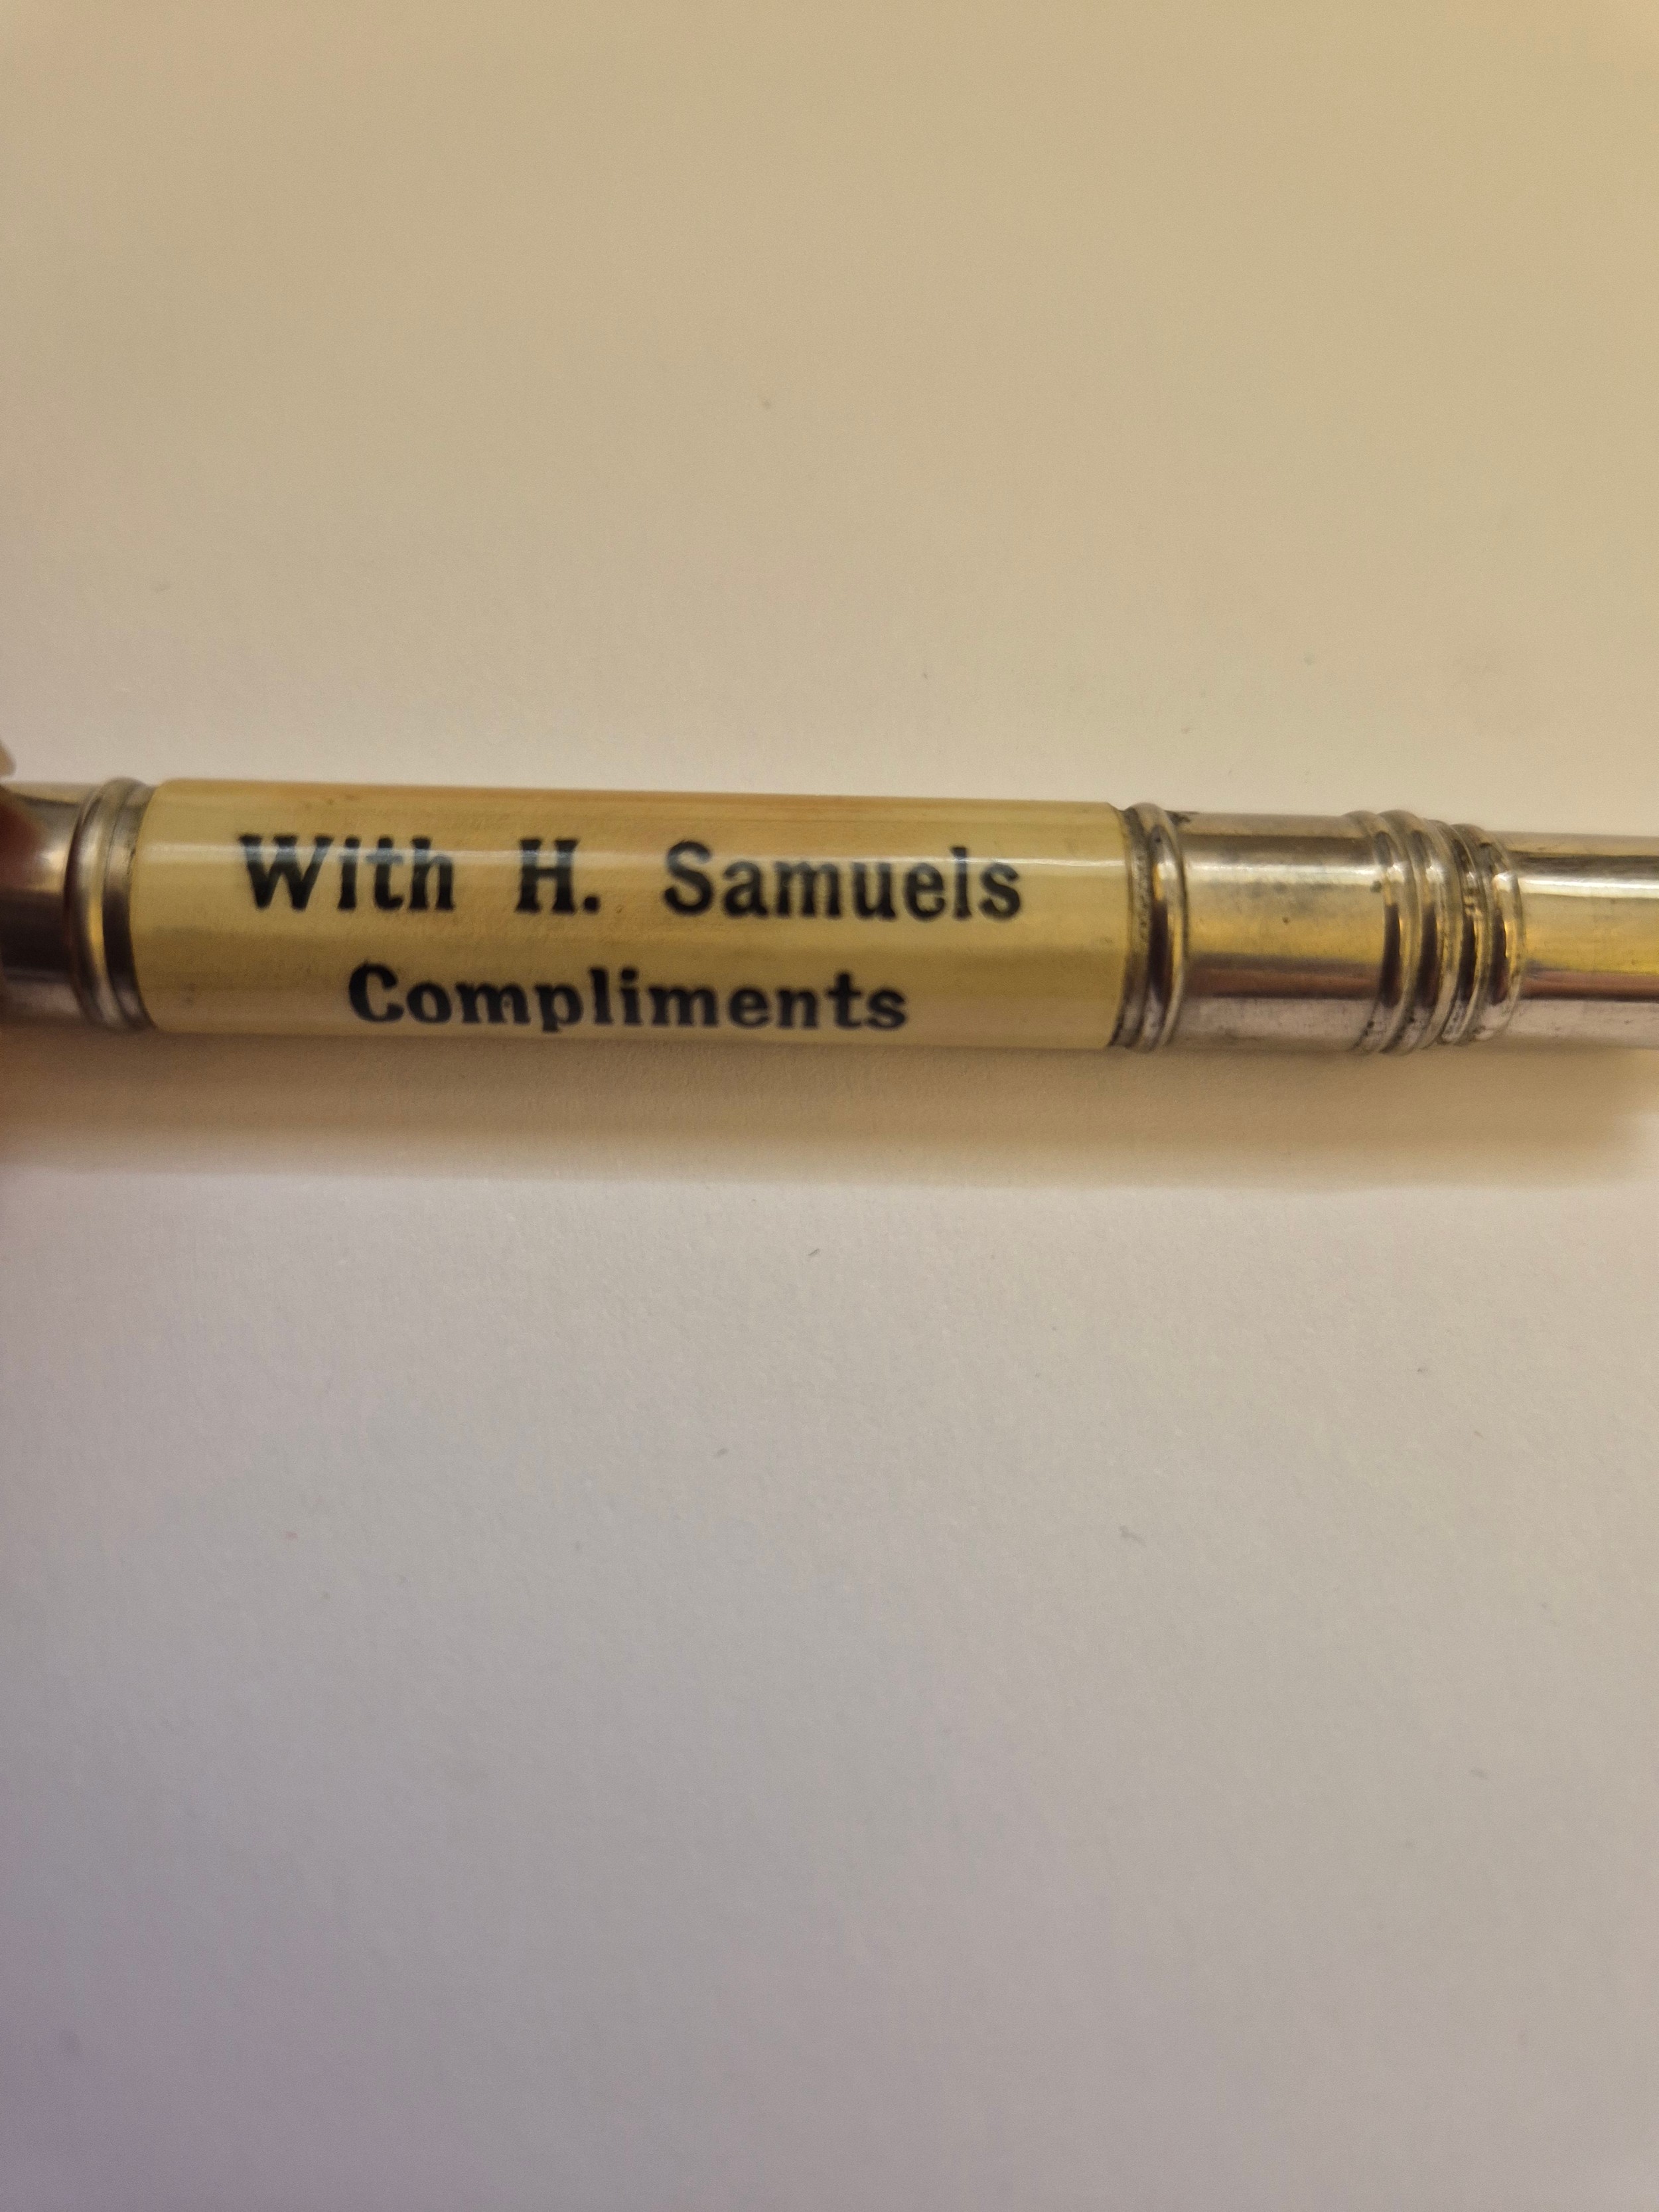 With H. Samuels
Compliments